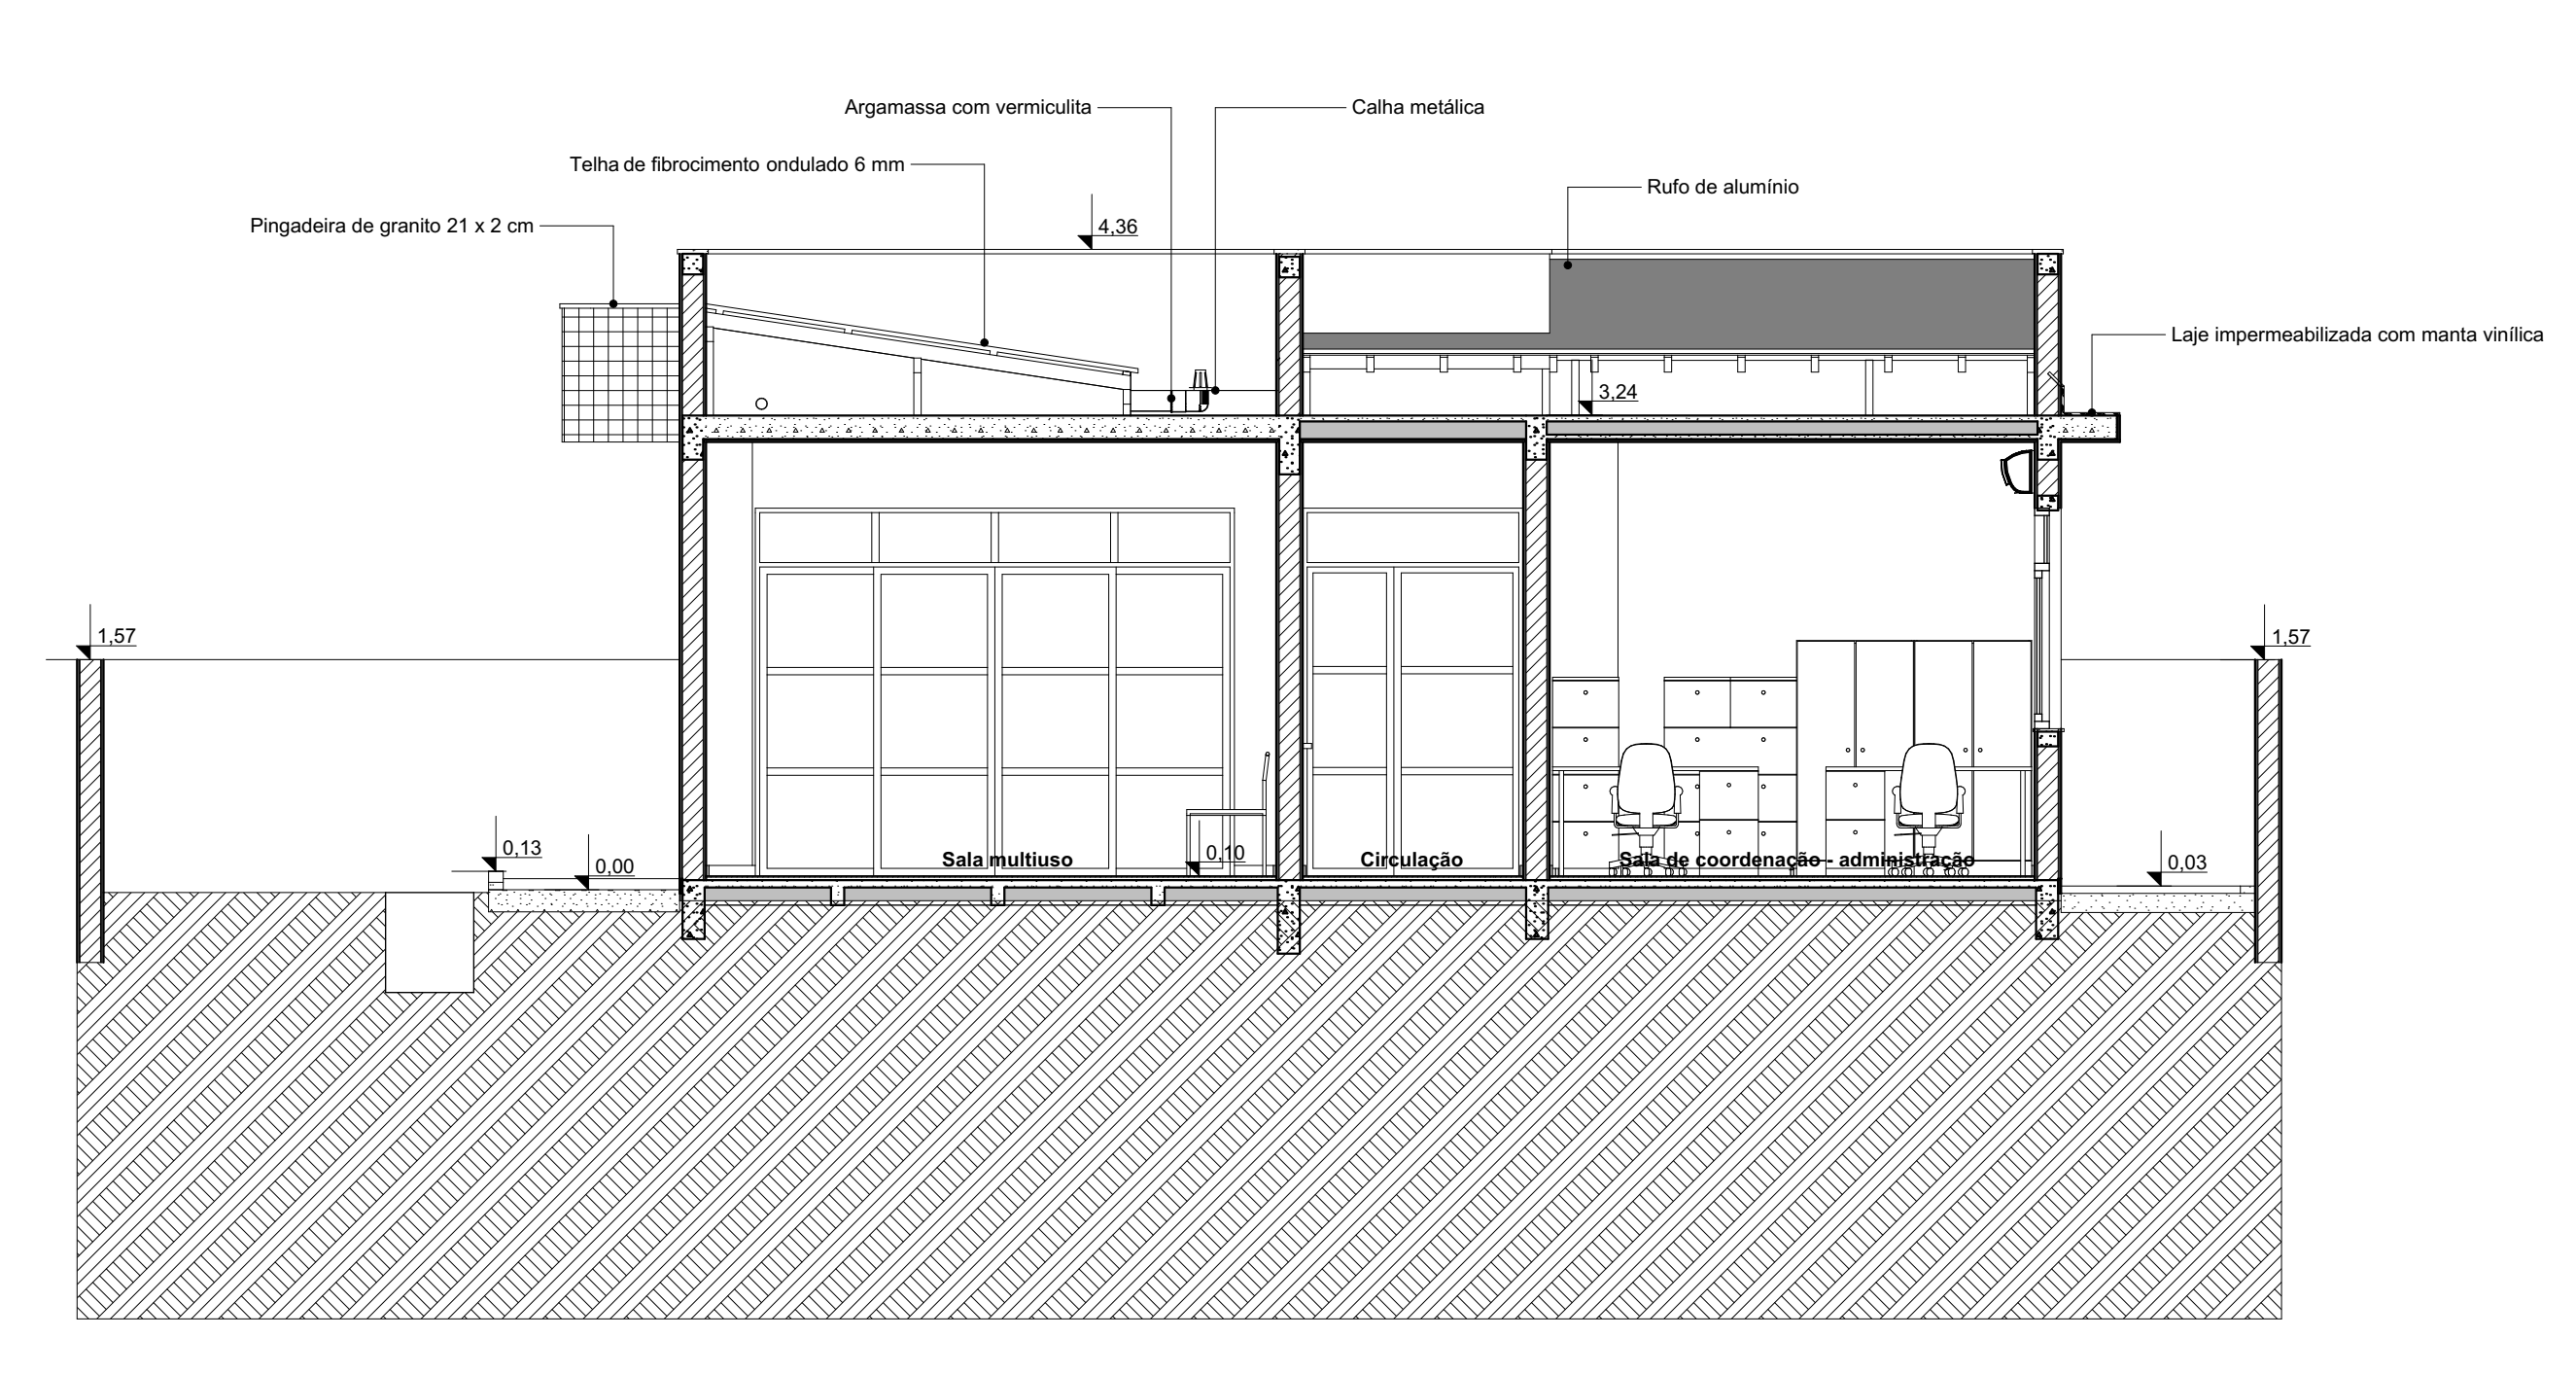 Argamassa com vermiculita
Calha metálica
Telha de fibrocimento ondulado 6 mm
Rufo de alumínio
Pingadeira de granito 21 x 2 cm
4,36
Laje impermeabilizada com manta vinílica
3,24
1,57
1,57
0,13
0,00
Sala multiuso
0,10
Circulação
Sala de coordenação - administração
0,03